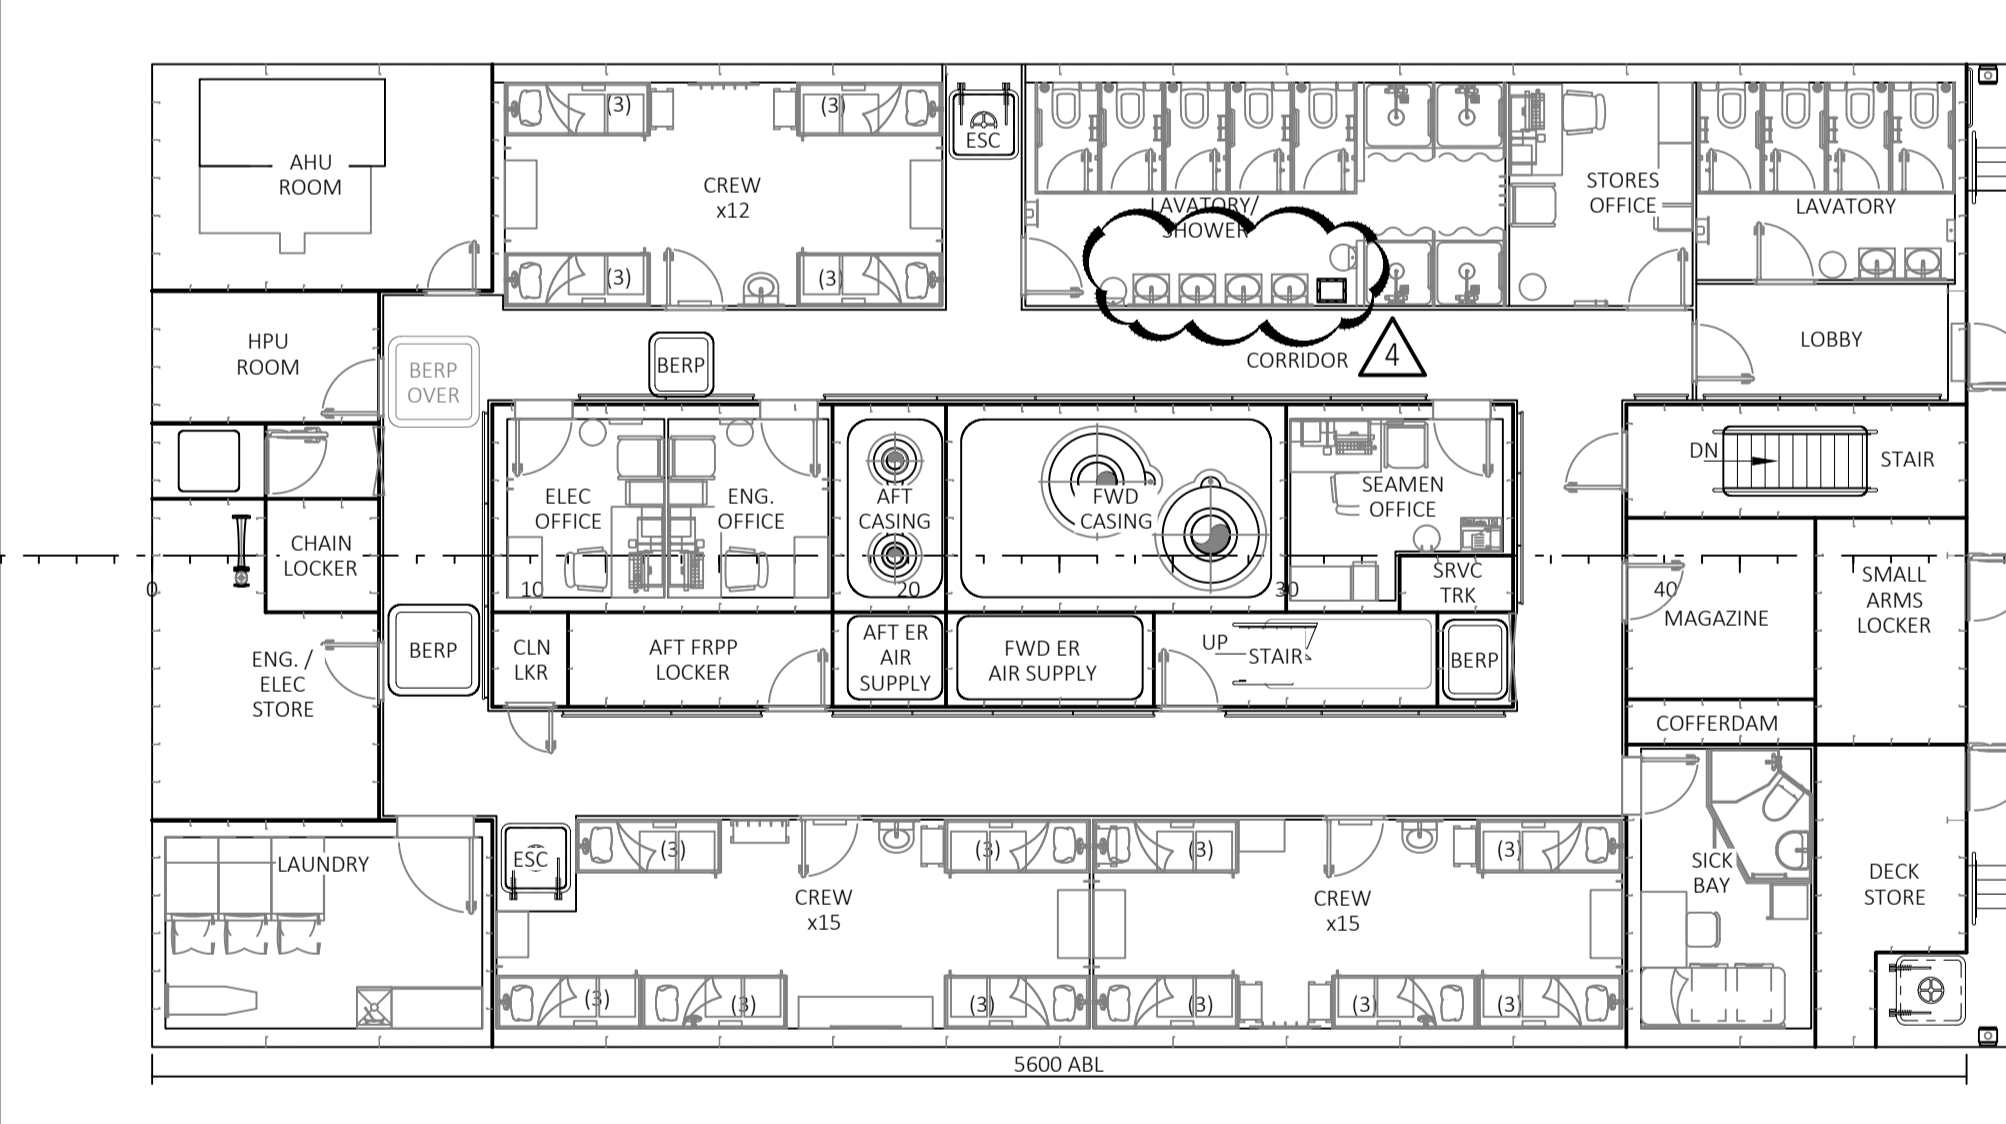 AHU
ROOM
(3)
(3)
CREW
x12
(3)
(3)
ESC
LAVATORY/
SHOWER
STORES
OFFICE
LAVATORY
HPU
ROOM
BERP
OVER
BERP
CORRIDOR
4
LOBBY
ELEC
OFFICE
ENG.
OFFICE
AFT
CASING
FWD
CASING
SEAMEN
OFFICE
DN
STAIR
CHAIN
LOCKER
0
10
20
30
40
SRVC
TRK
MAGAZINE
SMALL
ARMS
LOCKER
ENG. /
ELEC
STORE
BERP
CLN
LKR
AFT FRPP
LOCKER
AFT ER
AIR
SUPPLY
FWD ER
AIR SUPPLY
UP
STAIR
BERP
COFFERDAM
LAUNDRY
ESC
(3)
(3)
(3)
(3)
CREW
x15
CREW
x15
(3)
(3)
(3)
(3)
(3)
(3)
SICK
BAY
DECK
STORE
5600 ABL